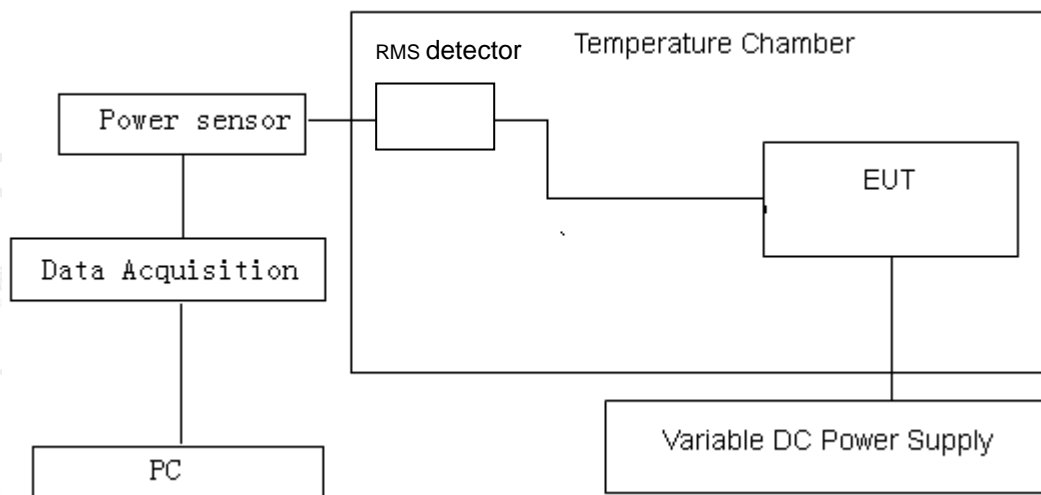 Temperature Chamber
RMS detector
Power sensor
EUT
Data Acquisition
Variable DC Power Supply
PC